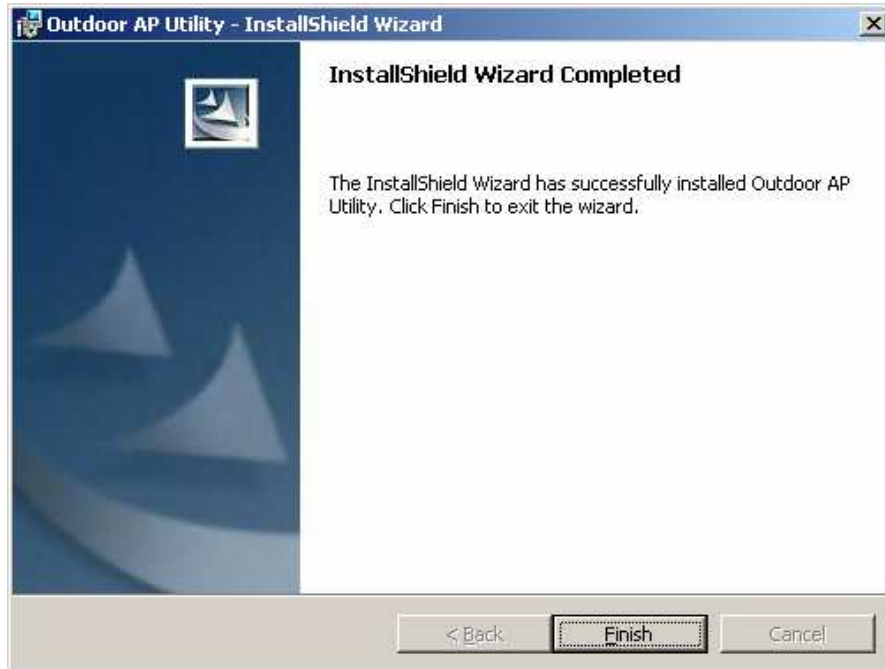 Outdoor AP Utility - InstallShield Wizard
InstallShield Wizard Completed
The InstallShield Wizard has successfully installed Outdoor AP
Utility. Click Finish to exit the wizard.
< Back
Finish
Cancel